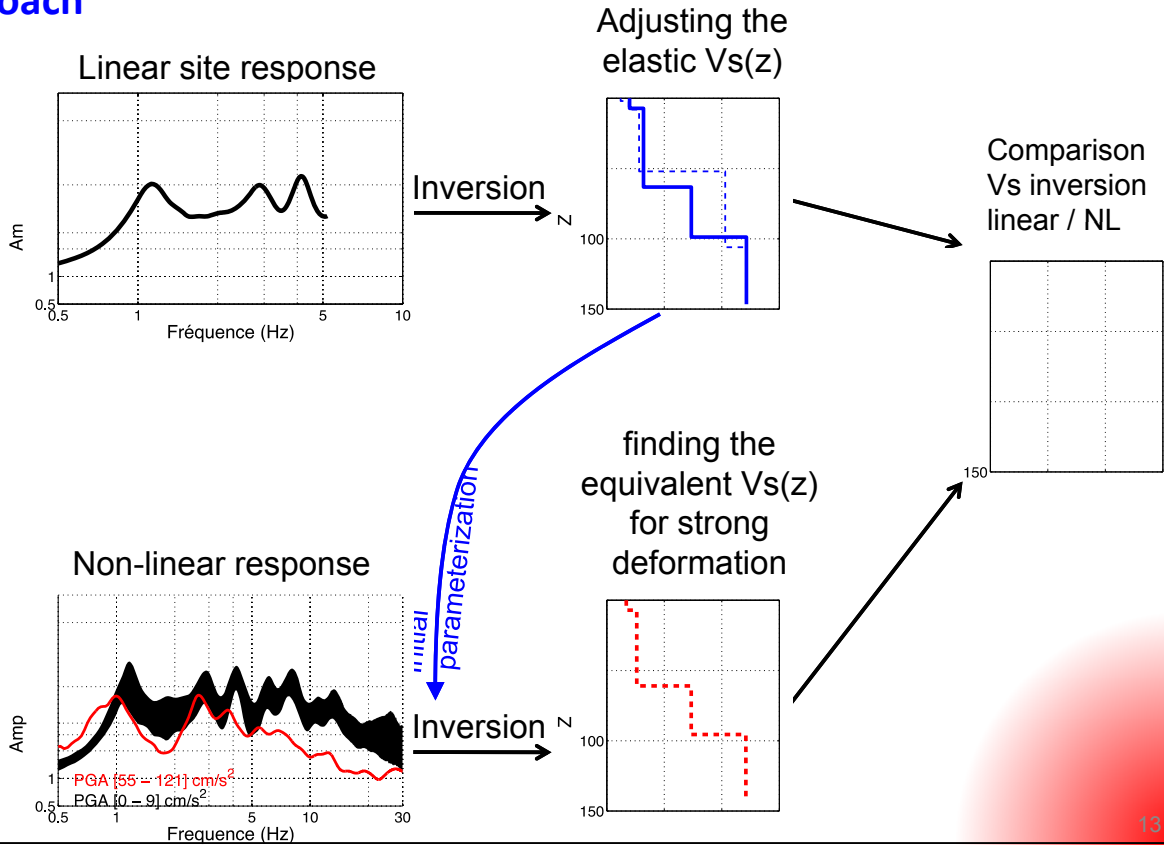 Linear site response
Am
1
0.5
0.5
1
5
10
Fréquence (Hz)
Inversion
Adjusting the
elastic Vs(z)
z
100
150
Comparison
Vs inversion
linear / NL
150
parameterization
Non-linear response
Amp
1
0.5
PGA [55 – 121] cm/s²
PGA [0 – 9] cm/s²
0.5
1
5
10
30
Frequence (Hz)
Inversion
finding the
equivalent Vs(z)
for strong
deformation
z
100
150
13